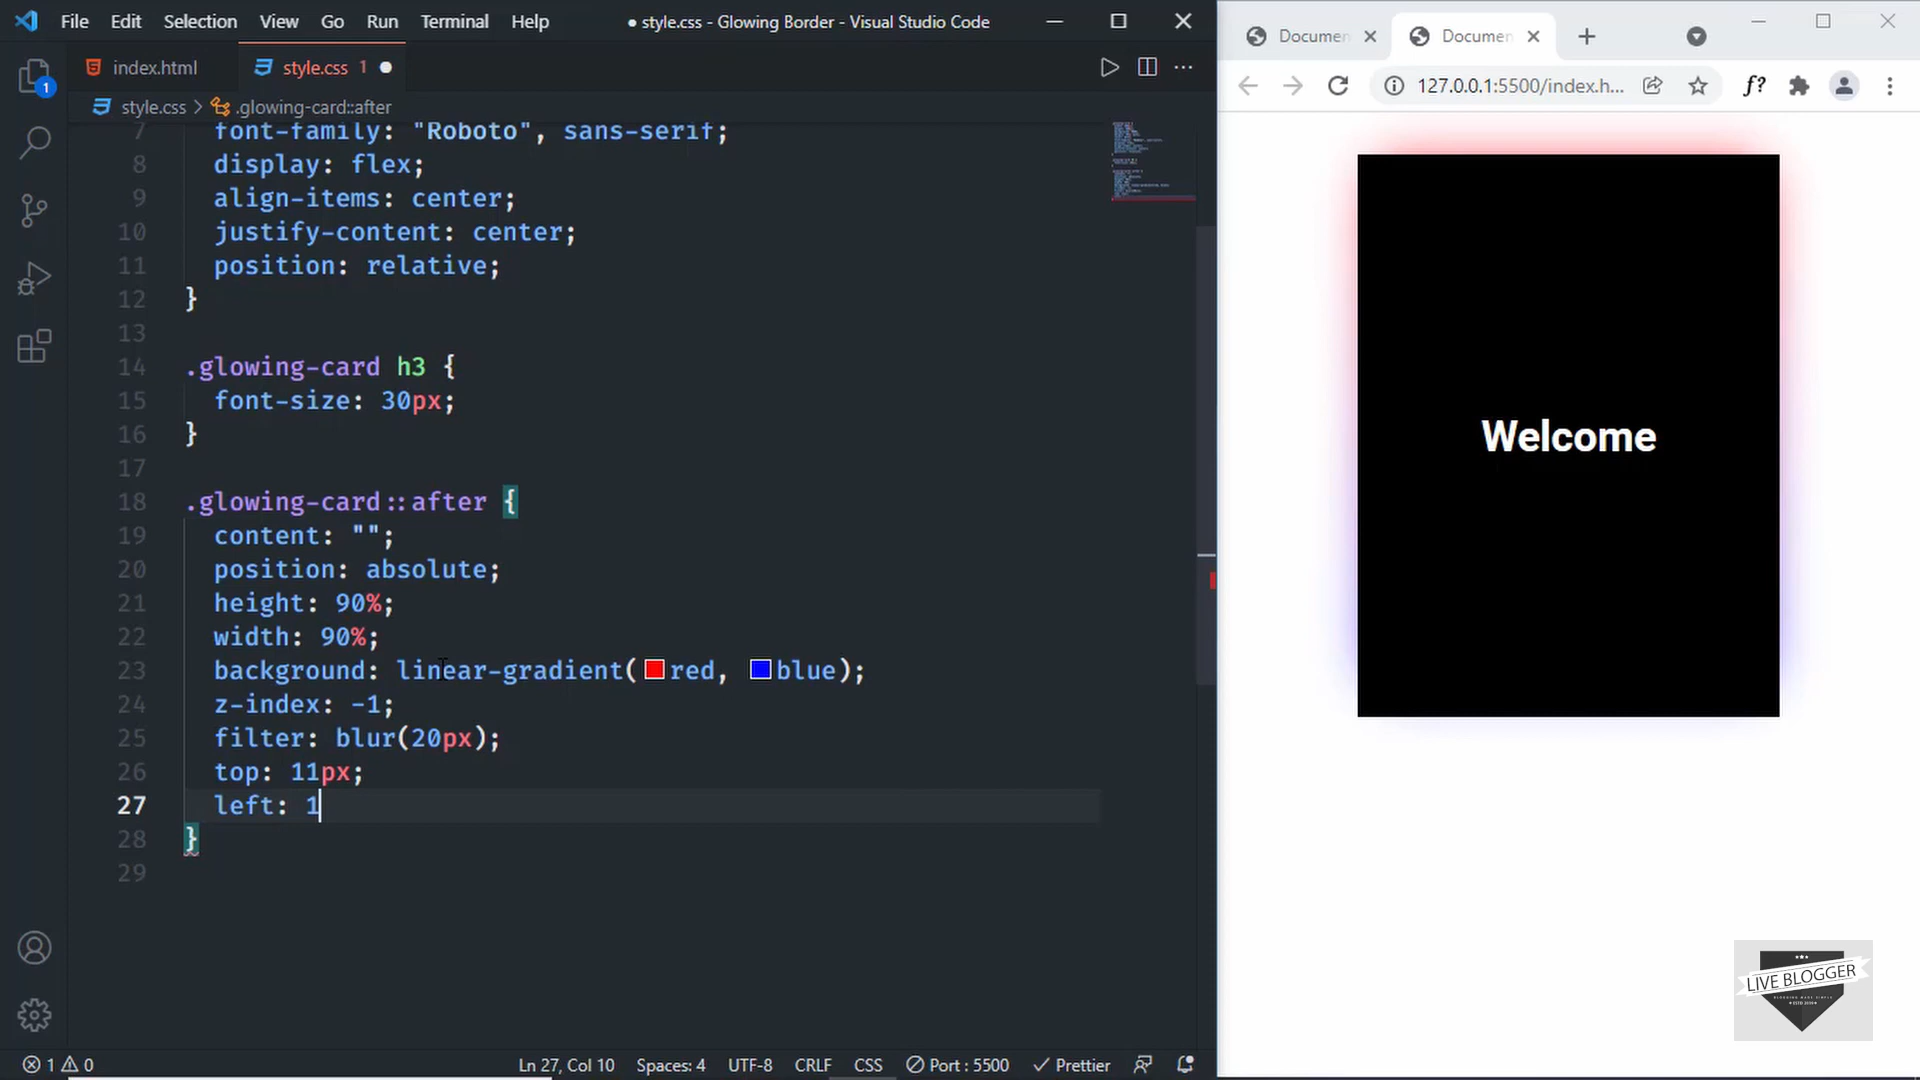 File Edit Selection View Go Run Terminal Help
● style.css - Glowing Border - Visual Studio Code
index.html
style.css 1
style.css > .glowing-card::after
7 font-family: "Roboto", sans-serif;
8 display: flex;
9 align-items: center;
10 justify-content: center;
11 position: relative;
12 }
13
14 .glowing-card h3 {
15 font-size: 30px;
16 }
17
18 .glowing-card::after {
19 content: "";
20 position: absolute;
21 height: 90%;
22 width: 90%;
23 background: linear-gradient(red, blue);
24 z-index: -1;
25 filter: blur(20px);
26 top: 11px;
27 left: 1
28 }
29
1
1 0
Ln 27, Col 10
Spaces: 4
UTF-8
CRLF
CSS
Port : 5500
Prettier
Documen
Documen
127.0.0.1:5500/index.h...
f?
Welcome
LIVE BLOGGER